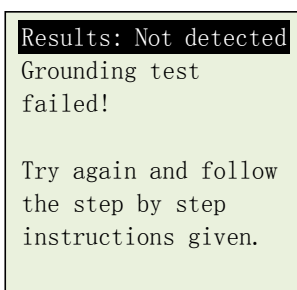 Results: Not detected
Grounding test
failed!
Try again and follow
the step by step
instructions given.